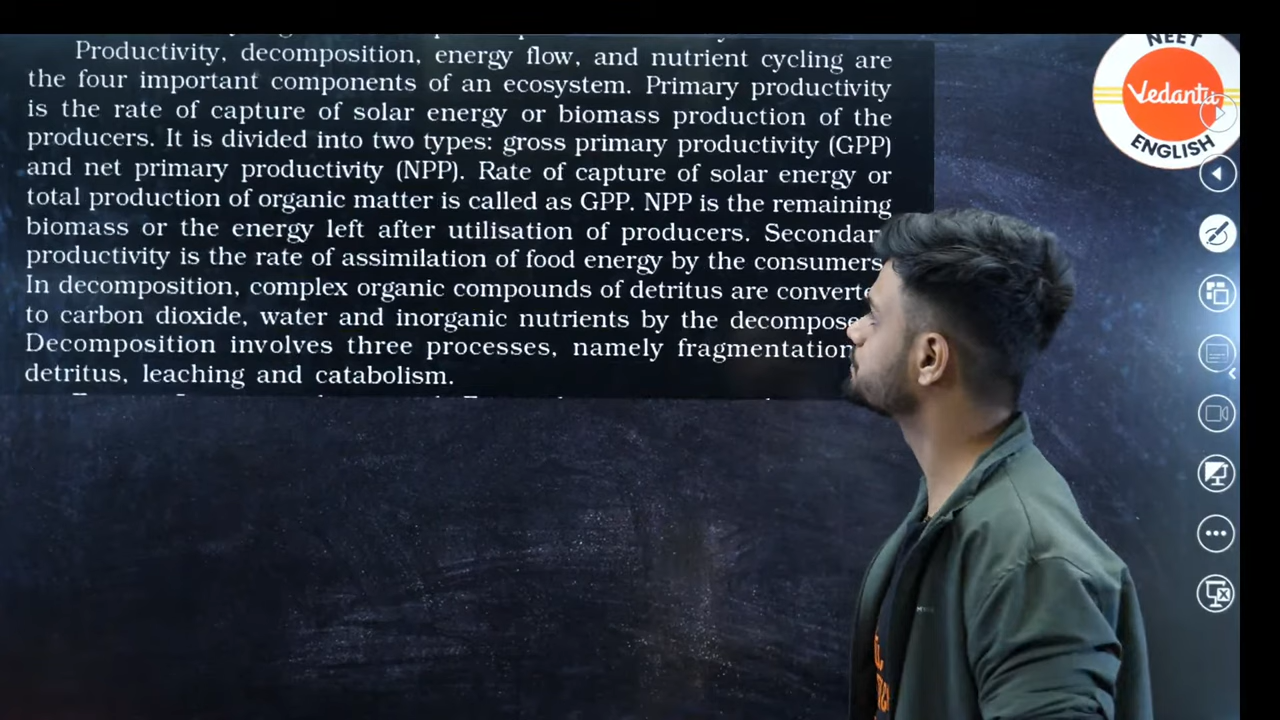 Productivity, decomposition, energy flow, and nutrient cycling are
the four important components of an ecosystem. Primary productivity
is the rate of capture of solar energy or biomass production of the
producers. It is divided into two types: gross primary productivity (GPP)
and net primary productivity (NPP). Rate of capture of solar energy or
total production of organic matter is called as GPP. NPP is the remaining
biomass or the energy left after utilisation of producers. Secondar
productivity is the rate of assimilation of food energy by the consumers
In decomposition, complex organic compounds of detritus are converte
to carbon dioxide, water and inorganic nutrients by the decompose
Decomposition involves three processes, namely fragmentation
detritus, leaching and catabolism.
NEET
Vedantu
ENGLISH